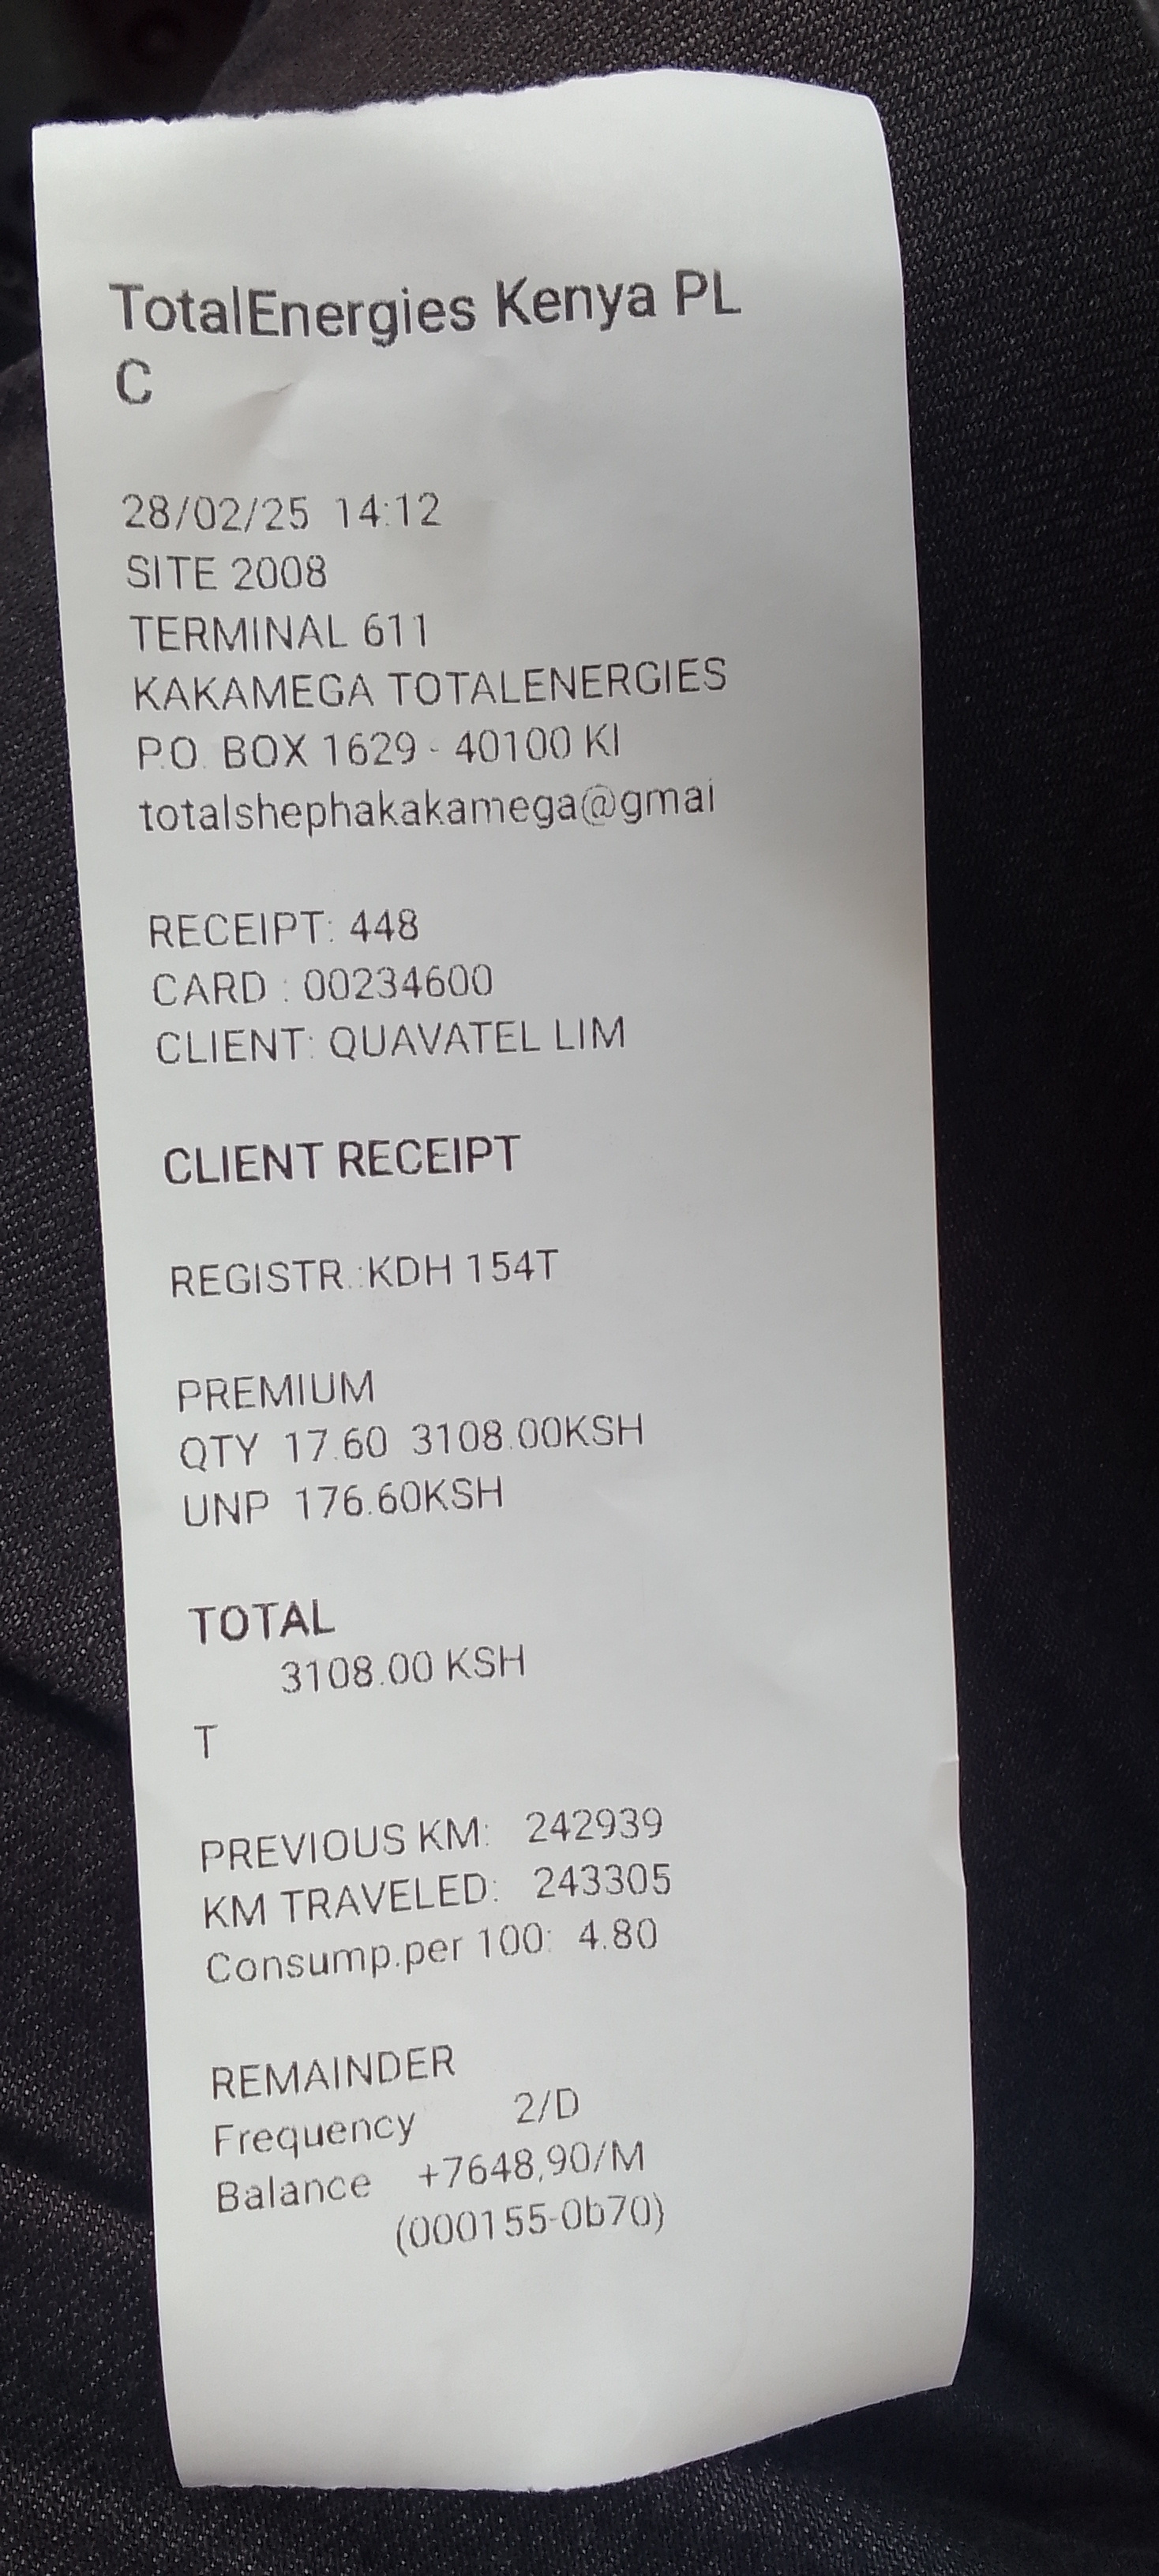 TotalEnergies Kenya PL
C
28/02/25 14:12
SITE 2008
TERMINAL 611
KAKAMEGA TOTALENERGIES
P.O. BOX 1629 - 40100 KI
totalshephakakamega@gmai
RECEIPT: 448
CARD : 00234600
CLIENT: QUAVATEL LIM
CLIENT RECEIPT
REGISTR.:KDH 154T
PREMIUM
QTY 17.60 3108.00KSH
UNP 176.60KSH
TOTAL
3108.00 KSH
T
PREVIOUS KM: 242939
KM TRAVELED: 243305
Consump.per 100: 4.80
REMAINDER
Frequency 2/D
Balance +7648,90/M
(000155-0b70)